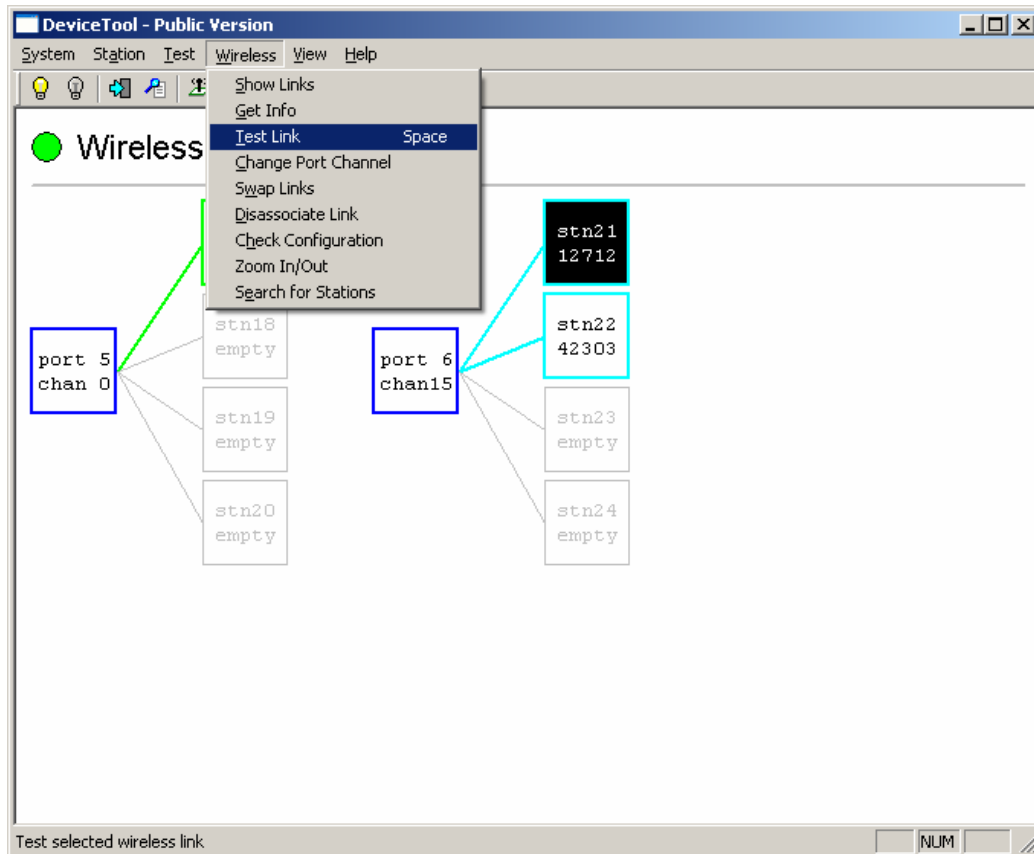 DeviceTool - Public Version
System Station Test Wireless View Help
Show Links
Get Info
Test Link Space
Change Port Channel
Swap Links
Disassociate Link
Check Configuration
Zoom In/Out
Search for Stations
Wireless
port 5
chan 0
stn18
empty
stn19
empty
stn20
empty
port 6
chan15
stn21
12712
stn22
42303
stn23
empty
stn24
empty
Test selected wireless link
NUM